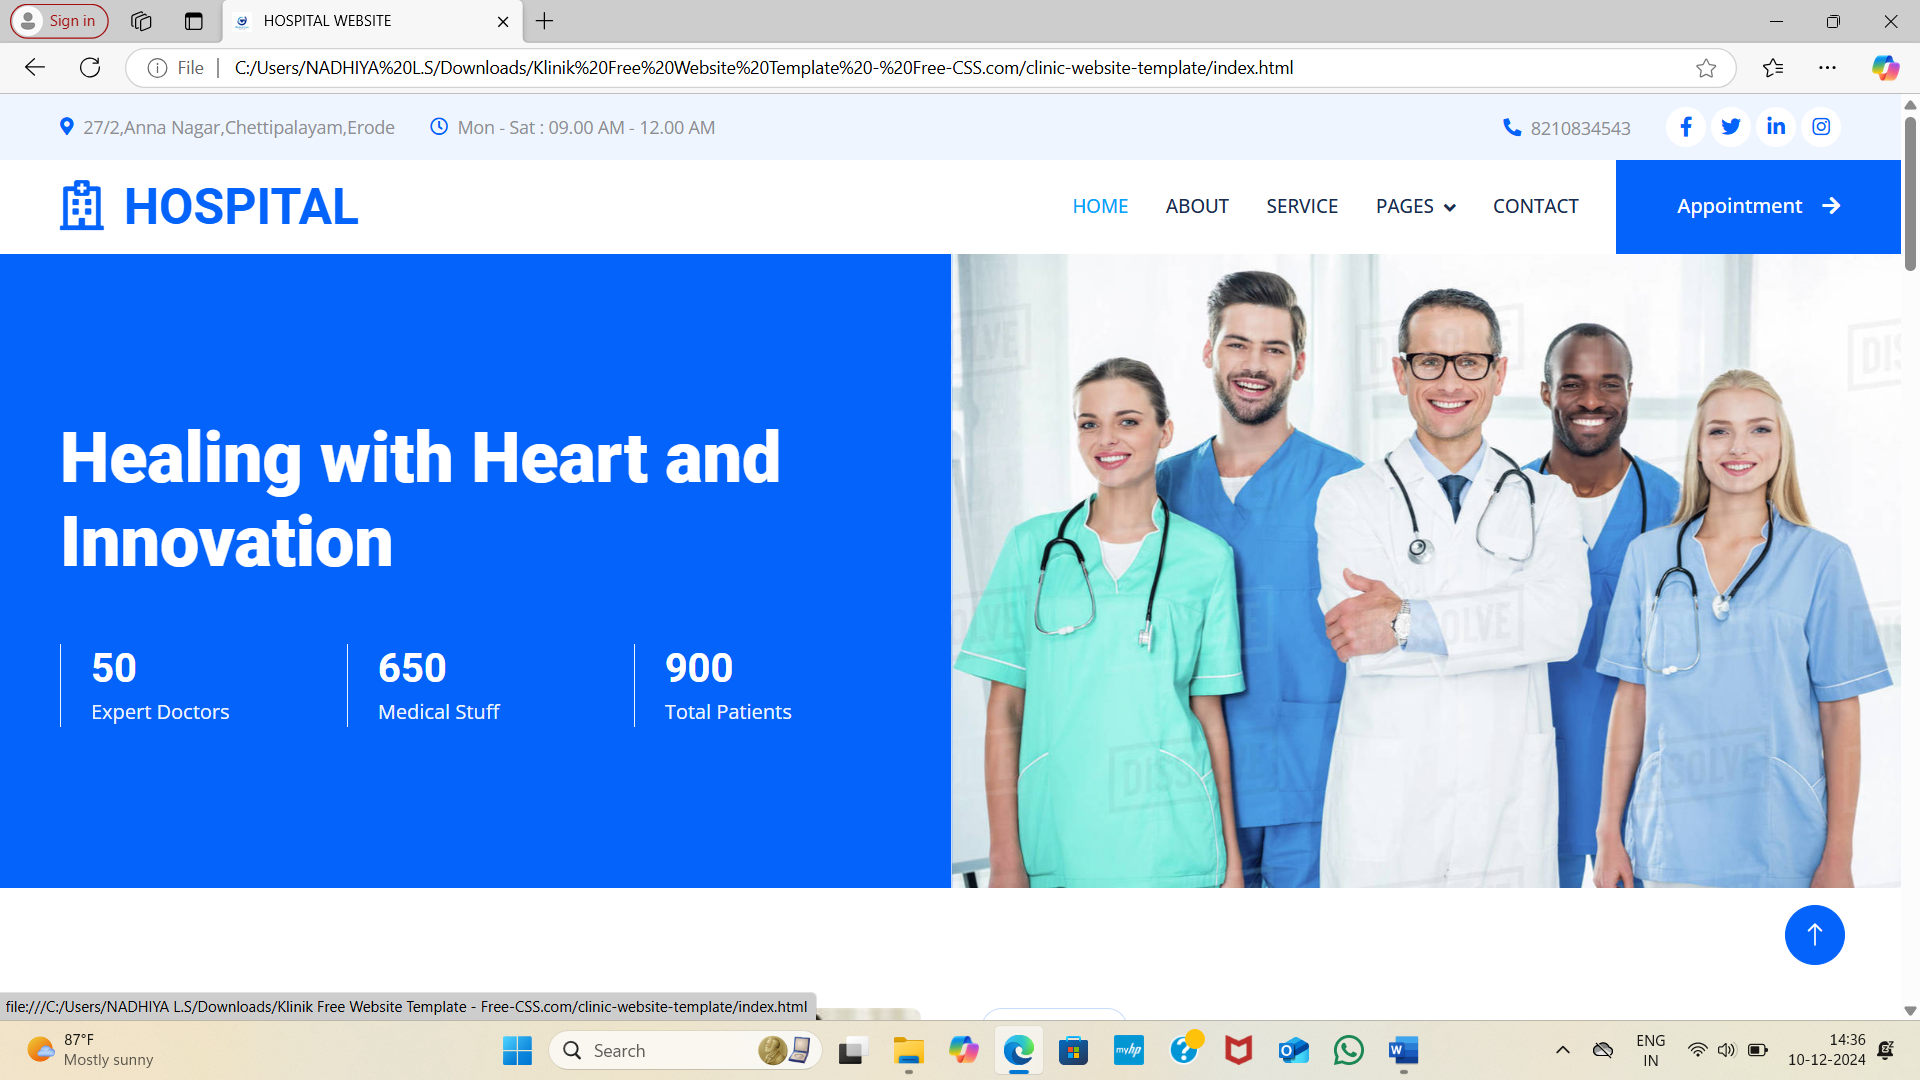 Sign in
HOSPITAL WEBSITE
File
C:/Users/NADHIYA%20L.S/Downloads/Klinik%20Free%20Website%20Template%20-%20Free-CSS.com/clinic-website-template/index.html
27/2,Anna Nagar,Chettipalayam,Erode
Mon - Sat : 09.00 AM - 12.00 AM
8210834543
HOSPITAL
HOME ABOUT SERVICE PAGES CONTACT
Appointment
Healing with Heart and
Innovation
50
Expert Doctors
650
Medical Stuff
900
Total Patients
DISSOLVE
file:///C:/Users/NADHIYA L.S/Downloads/Klinik Free Website Template - Free-CSS.com/clinic-website-template/index.html
87°F
Mostly sunny
Search
myhp
ENG
IN
14:36
10-12-2024